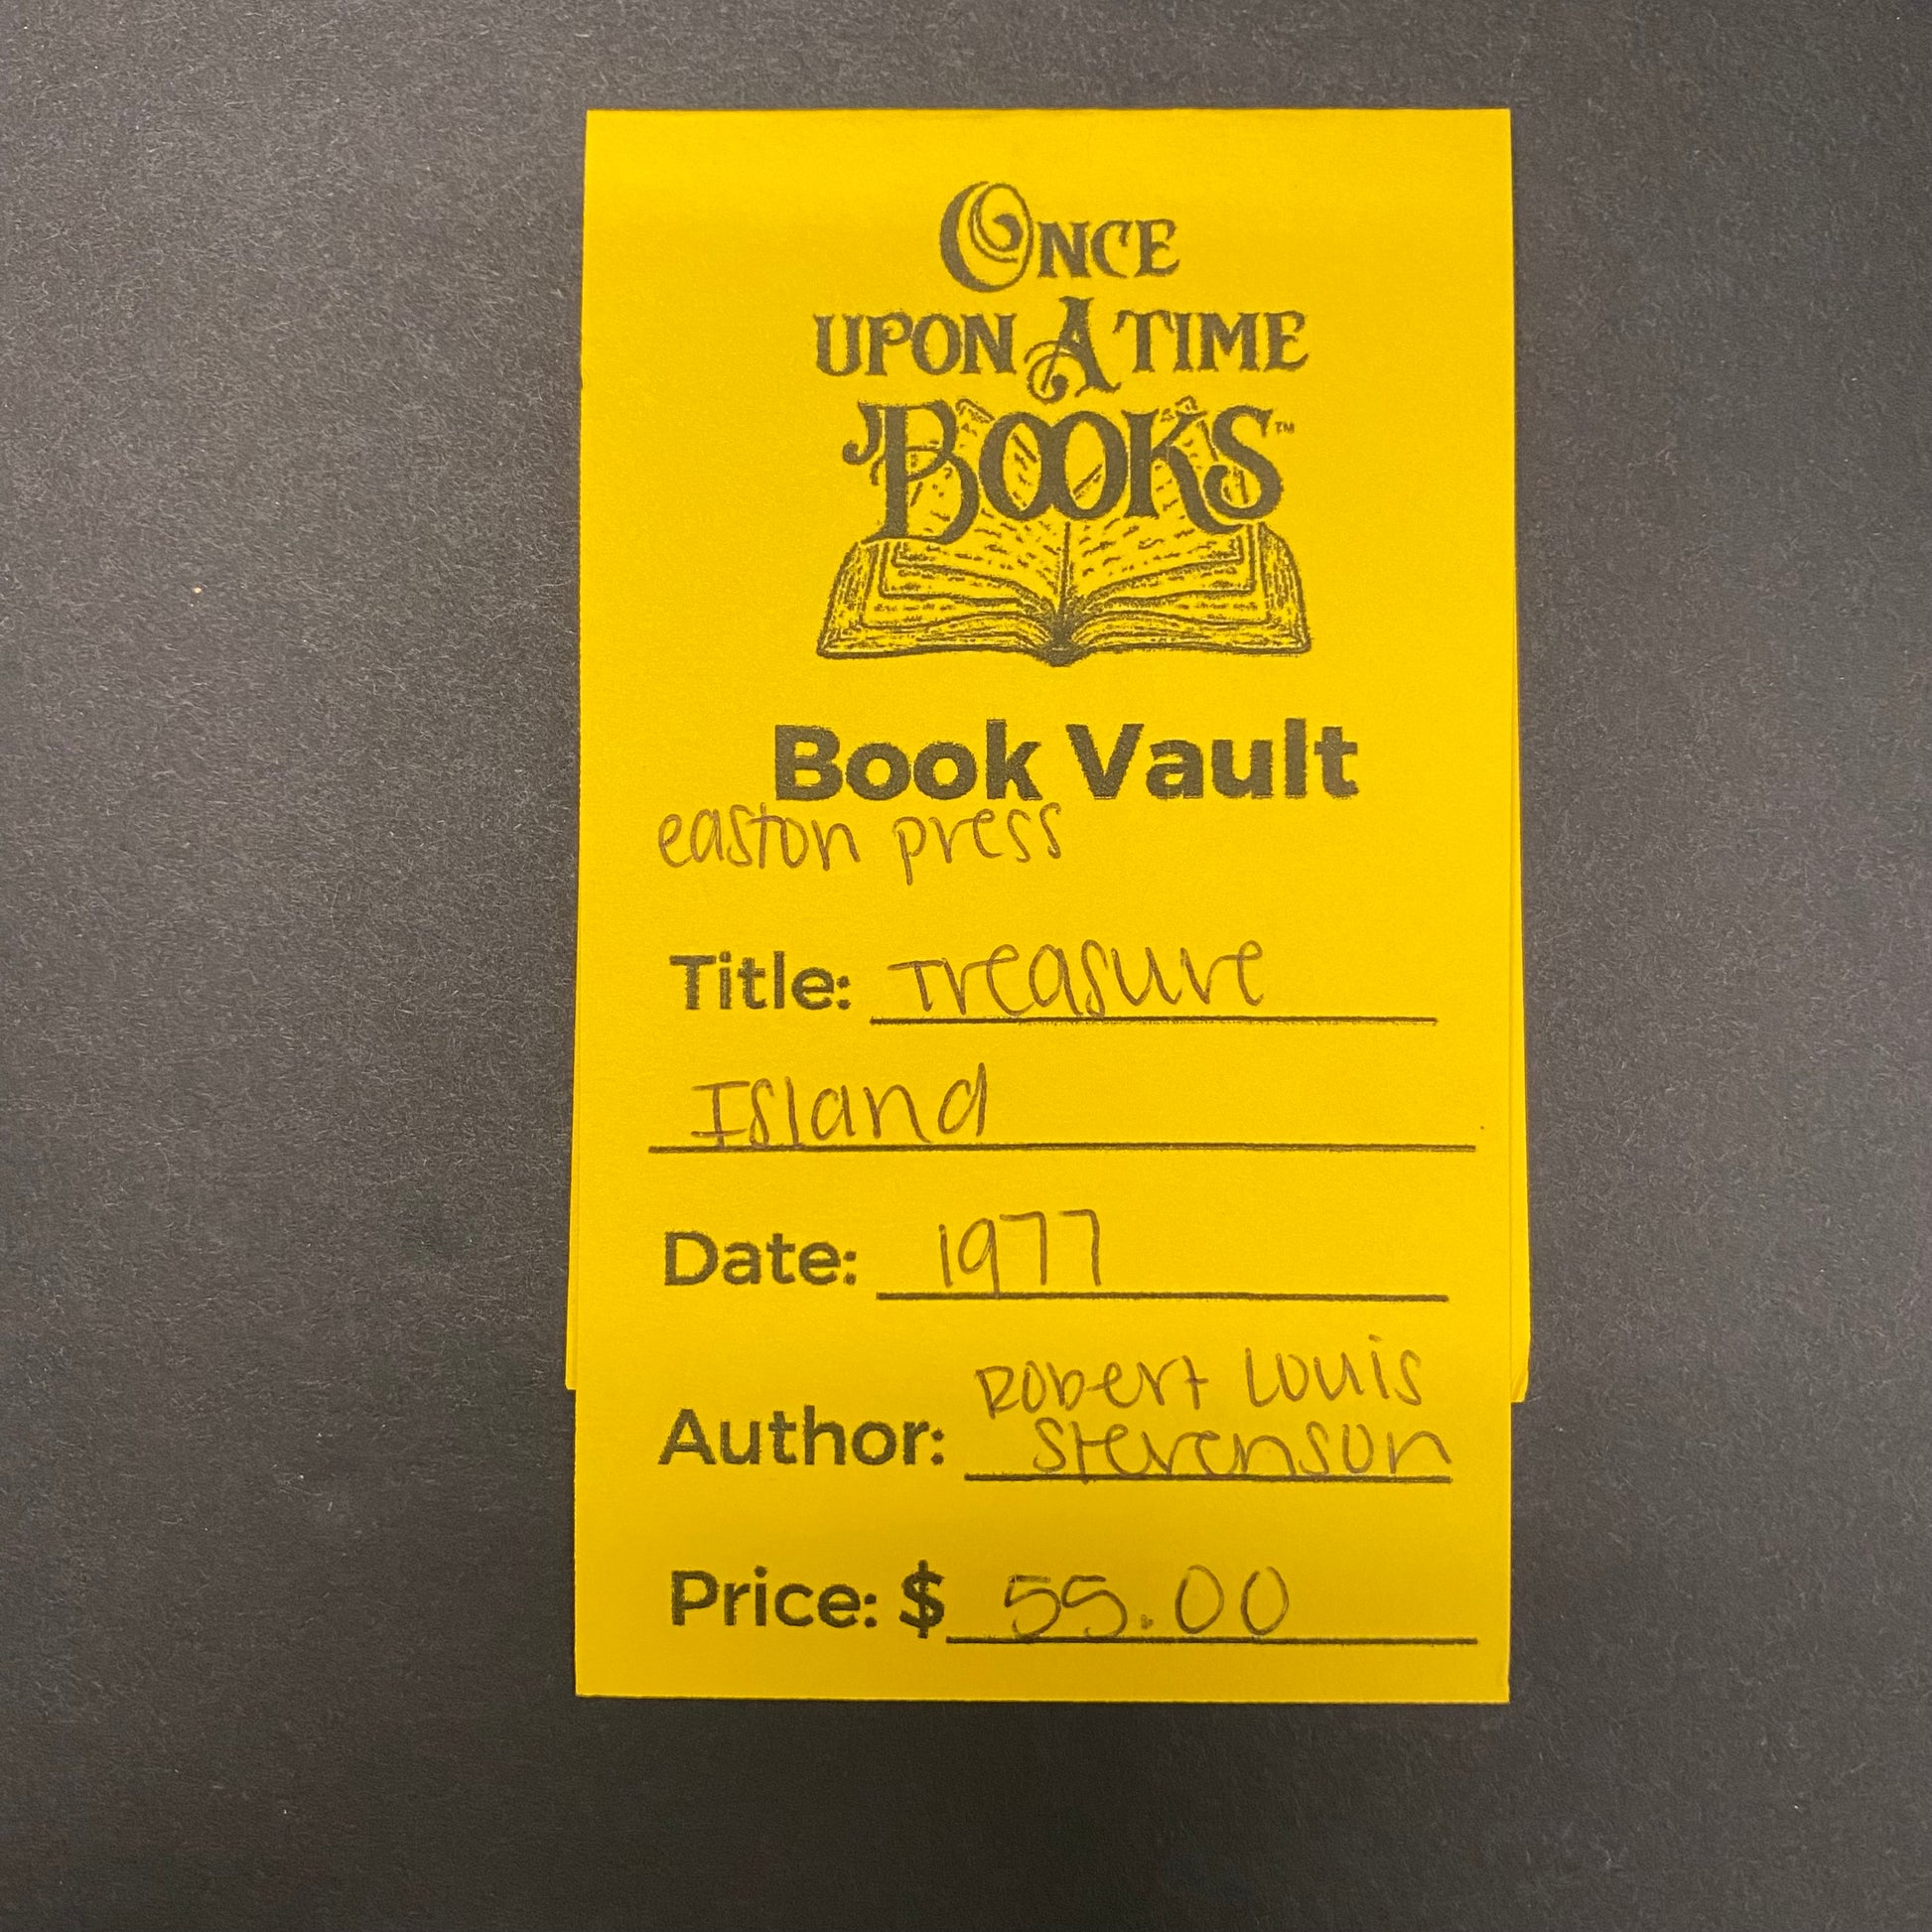 ONCE
UPON A TIME
BOOKS™
Book Vault
easton press
Title: Treasure
Island
Date: 1977
Robert Louis
Author: Stevenson
Price: $ 55.00